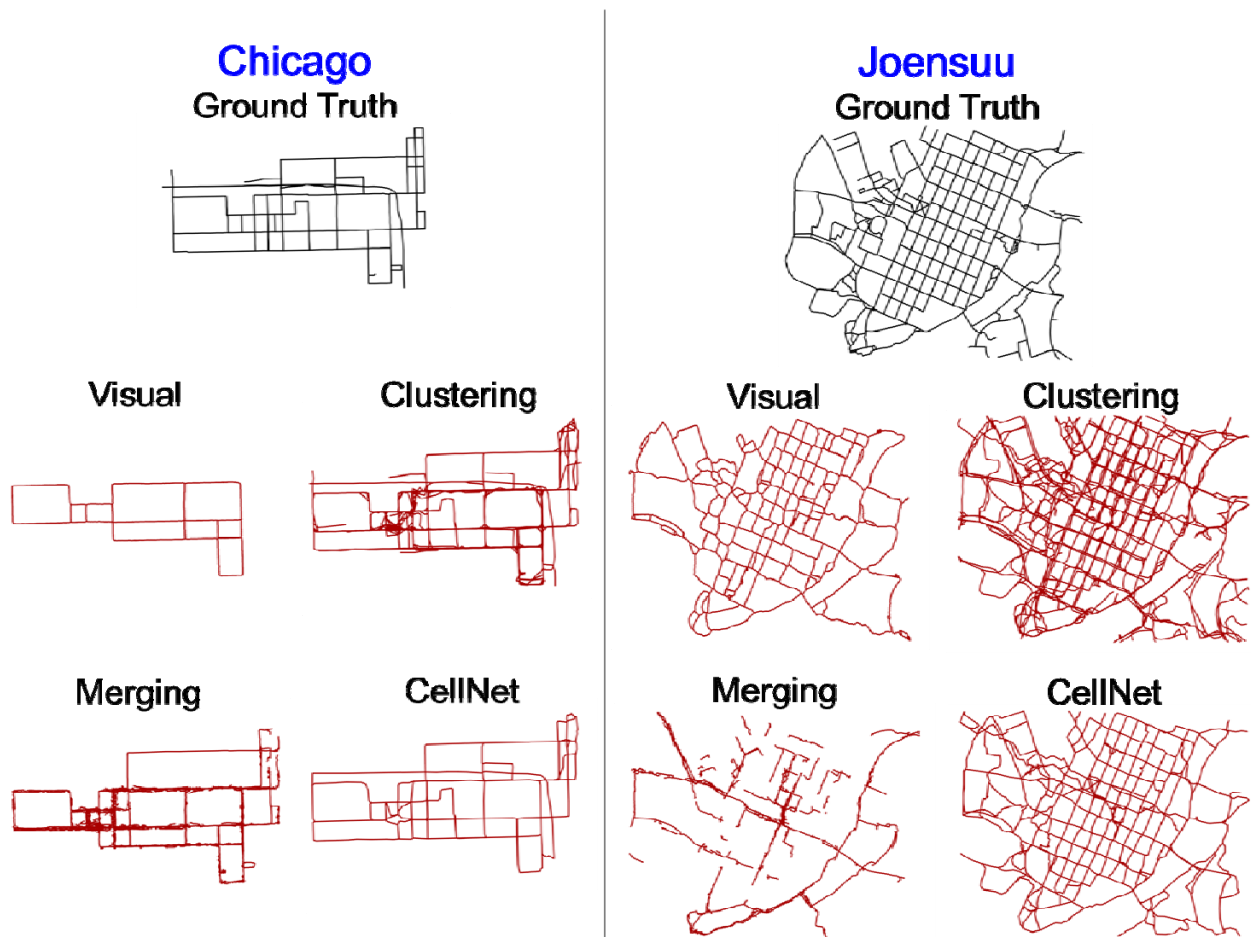 Chicago
Ground Truth
Visual
Clustering
Merging
CellNet
Joensuu
Ground Truth
Visual
Clustering
Merging
CellNet